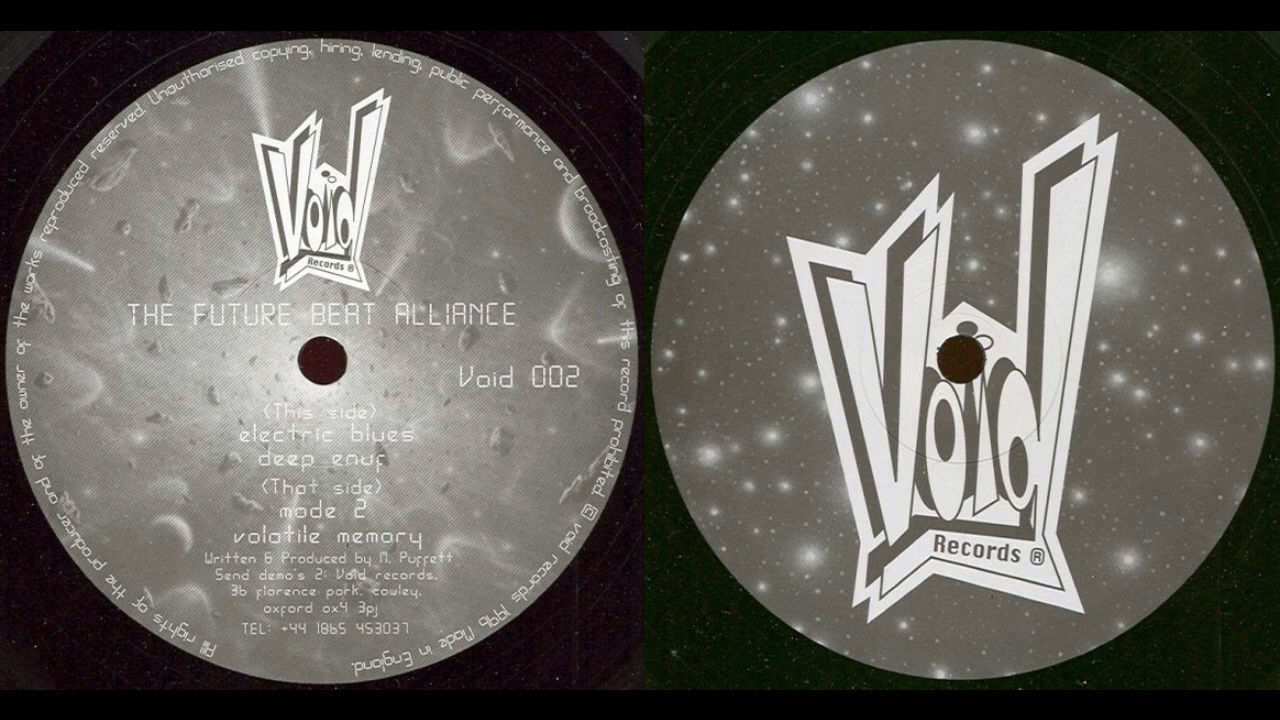 All rights of the producer and of the owner of the works reproduced reserved. Unauthorised copying, hiring, lending, public performance and broadcasting of this record prohibited. © void records 1996 Made in England.
Void
Records ®
THE FUTURE BEAT ALLIANCE
Void 002
(This side)
electric blues
deep enuf
(That side)
mode 2
volatile memory
Written & Produced by M. Puffett
Send demo's 2: Void records.
3b florence park, cowley,
oxford ox4 3pj
TEL: +44 1865 453037
Void
Records ®